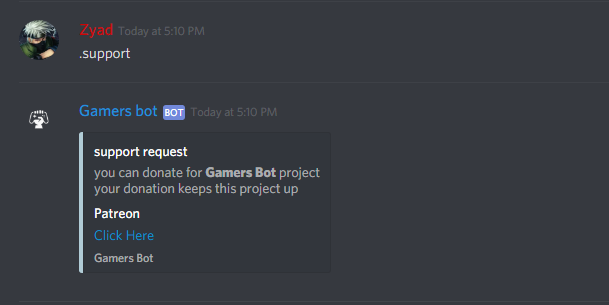 Zyad Today at 5:10 PM
.support
Gamers bot BOT Today at 5:10 PM
support request
you can donate for Gamers Bot project
your donation keeps this project up
Patreon
Click Here
Gamers Bot